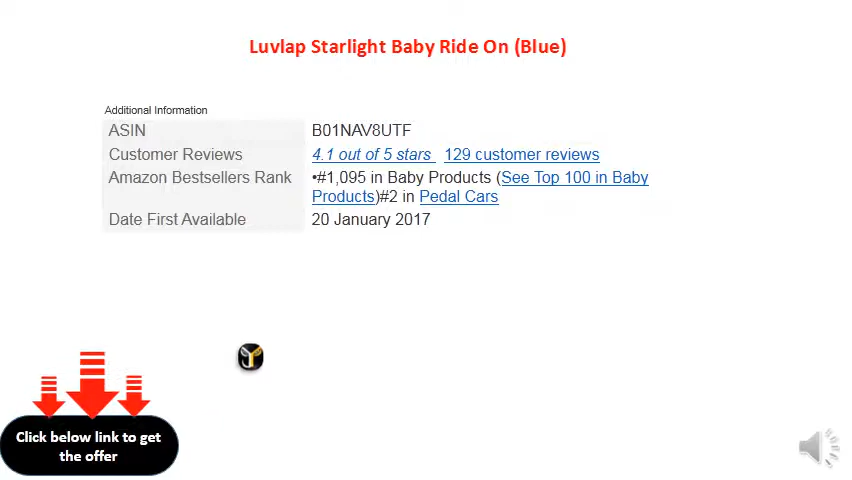 Luvlap Starlight Baby Ride On (Blue)
Additional Information
ASIN B01NAV8UTF
Customer Reviews 4.1 out of 5 stars 129 customer reviews
Amazon Bestsellers Rank •#1,095 in Baby Products (See Top 100 in Baby
Products)#2 in Pedal Cars
Date First Available 20 January 2017
Click below link to get
the offer